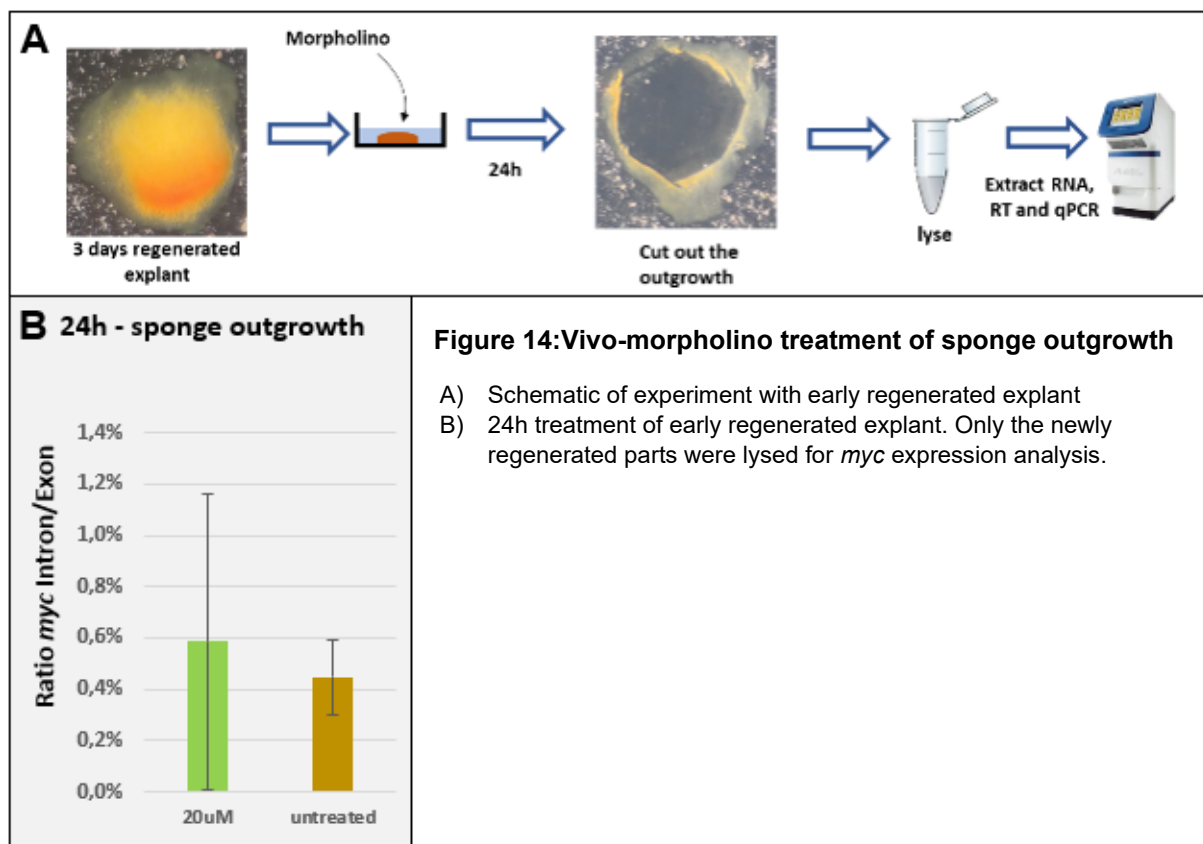 A
Morpholino
3 days regenerated
explant
24h
Cut out the
outgrowth
lyse
Extract RNA,
RT and qPCR
B 24h - sponge outgrowth
Ratio myc Intron/Exon
1,4%
1,2%
1,0%
0,8%
0,6%
0,4%
0,2%
0,0%
20uM
untreated
Figure 14:Vivo-morpholino treatment of sponge outgrowth
A) Schematic of experiment with early regenerated explant
B) 24h treatment of early regenerated explant. Only the newly
regenerated parts were lysed for myc expression analysis.